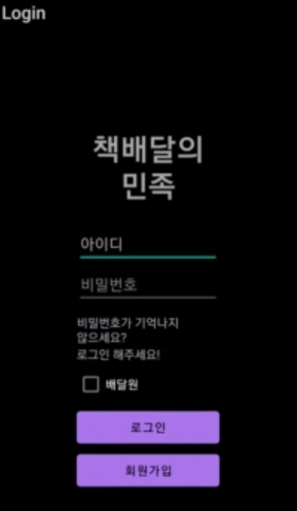 Login
책배달의
민족
아이디
비밀번호
비밀번호가 기억나지
않으세요?
로그인 해주세요!
배달원
로그인
회원가입